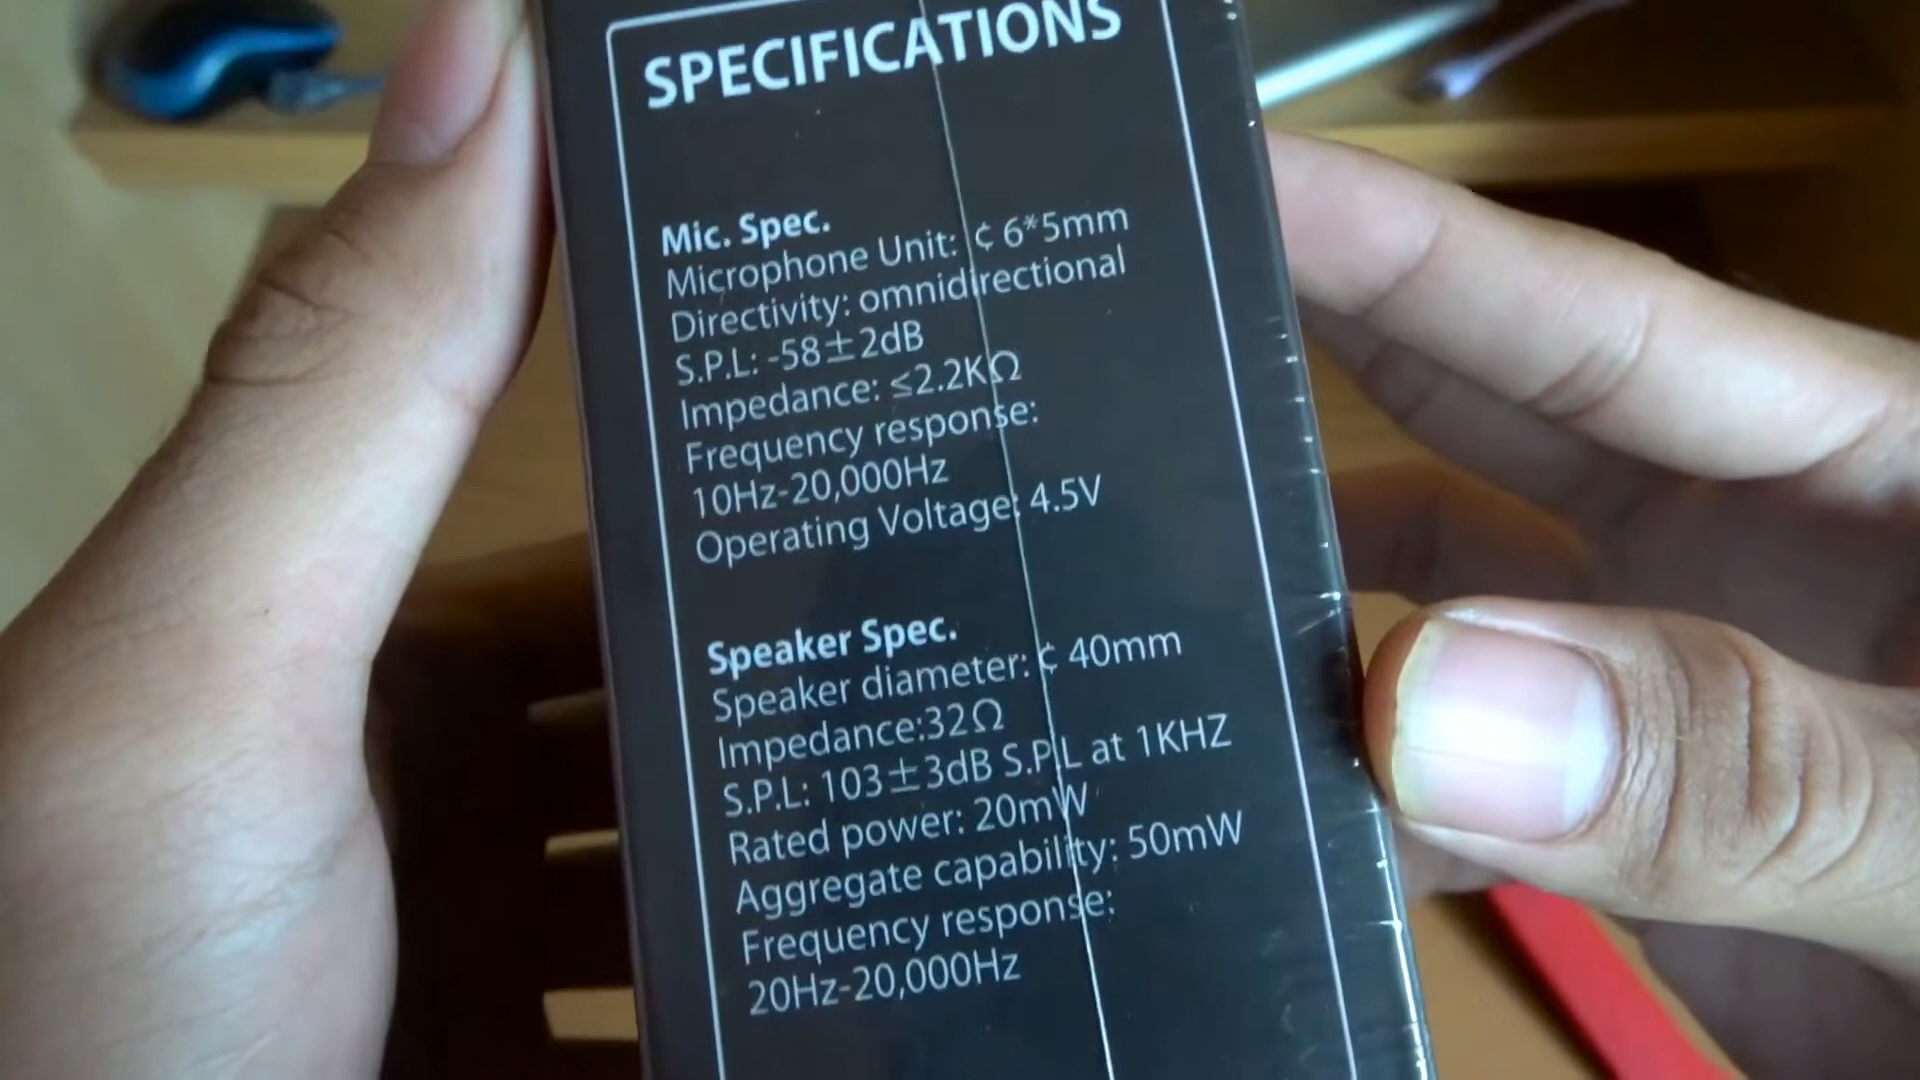 SPECIFICATIONS
Mic. Spec.
Microphone Unit: ¢ 6*5mm
Directivity: omnidirectional
S.P.L: -58±2dB
Impedance: ≤2.2KΩ
Frequency response:
10Hz-20,000Hz
Operating Voltage: 4.5V
Speaker Spec.
Speaker diameter: ¢ 40mm
Impedance:32Ω
S.P.L: 103±3dB S.P.L at 1KHZ
Rated power: 20mW
Aggregate capability: 50mW
Frequency response:
20Hz-20,000Hz